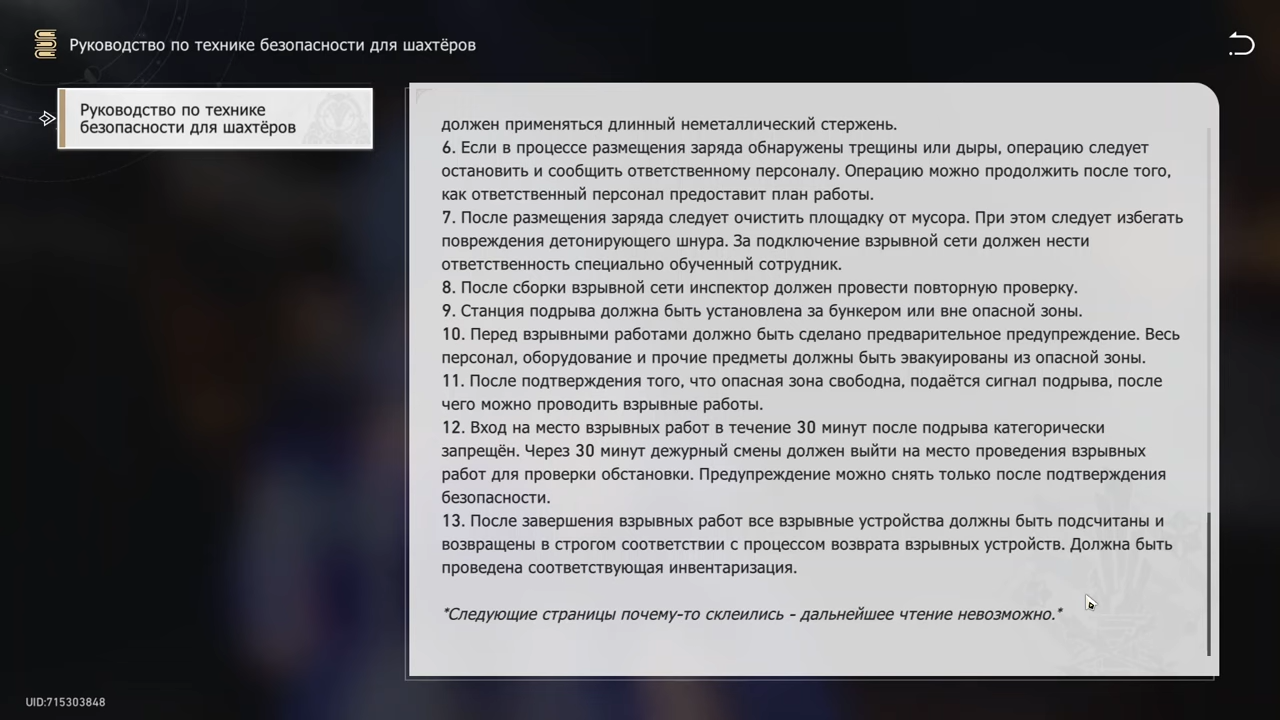 Руководство по технике безопасности для шахтёров
Руководство по технике
безопасности для шахтёров
должен применяться длинный неметаллический стержень.
6. Если в процессе размещения заряда обнаружены трещины или дыры, операцию следует
остановить и сообщить ответственному персоналу. Операцию можно продолжить после того,
как ответственный персонал предоставит план работы.
7. После размещения заряда следует очистить площадку от мусора. При этом следует избегать
повреждения детонирующего шнура. За подключение взрывной сети должен нести
ответственность специально обученный сотрудник.
8. После сборки взрывной сети инспектор должен провести повторную проверку.
9. Станция подрыва должна быть установлена за бункером или вне опасной зоны.
10. Перед взрывными работами должно быть сделано предварительное предупреждение. Весь
персонал, оборудование и прочие предметы должны быть эвакуированы из опасной зоны.
11. После подтверждения того, что опасная зона свободна, подаётся сигнал подрыва, после
чего можно проводить взрывные работы.
12. Вход на место взрывных работ в течение 30 минут после подрыва категорически
запрещён. Через 30 минут дежурный смены должен выйти на место проведения взрывных
работ для проверки обстановки. Предупреждение можно снять только после подтверждения
безопасности.
13. После завершения взрывных работ все взрывные устройства должны быть подсчитаны и
возвращены в строгом соответствии с процессом возврата взрывных устройств. Должна быть
проведена соответствующая инвентаризация.
*Следующие страницы почему-то склеились - дальнейшее чтение невозможно.*
UID:715303848